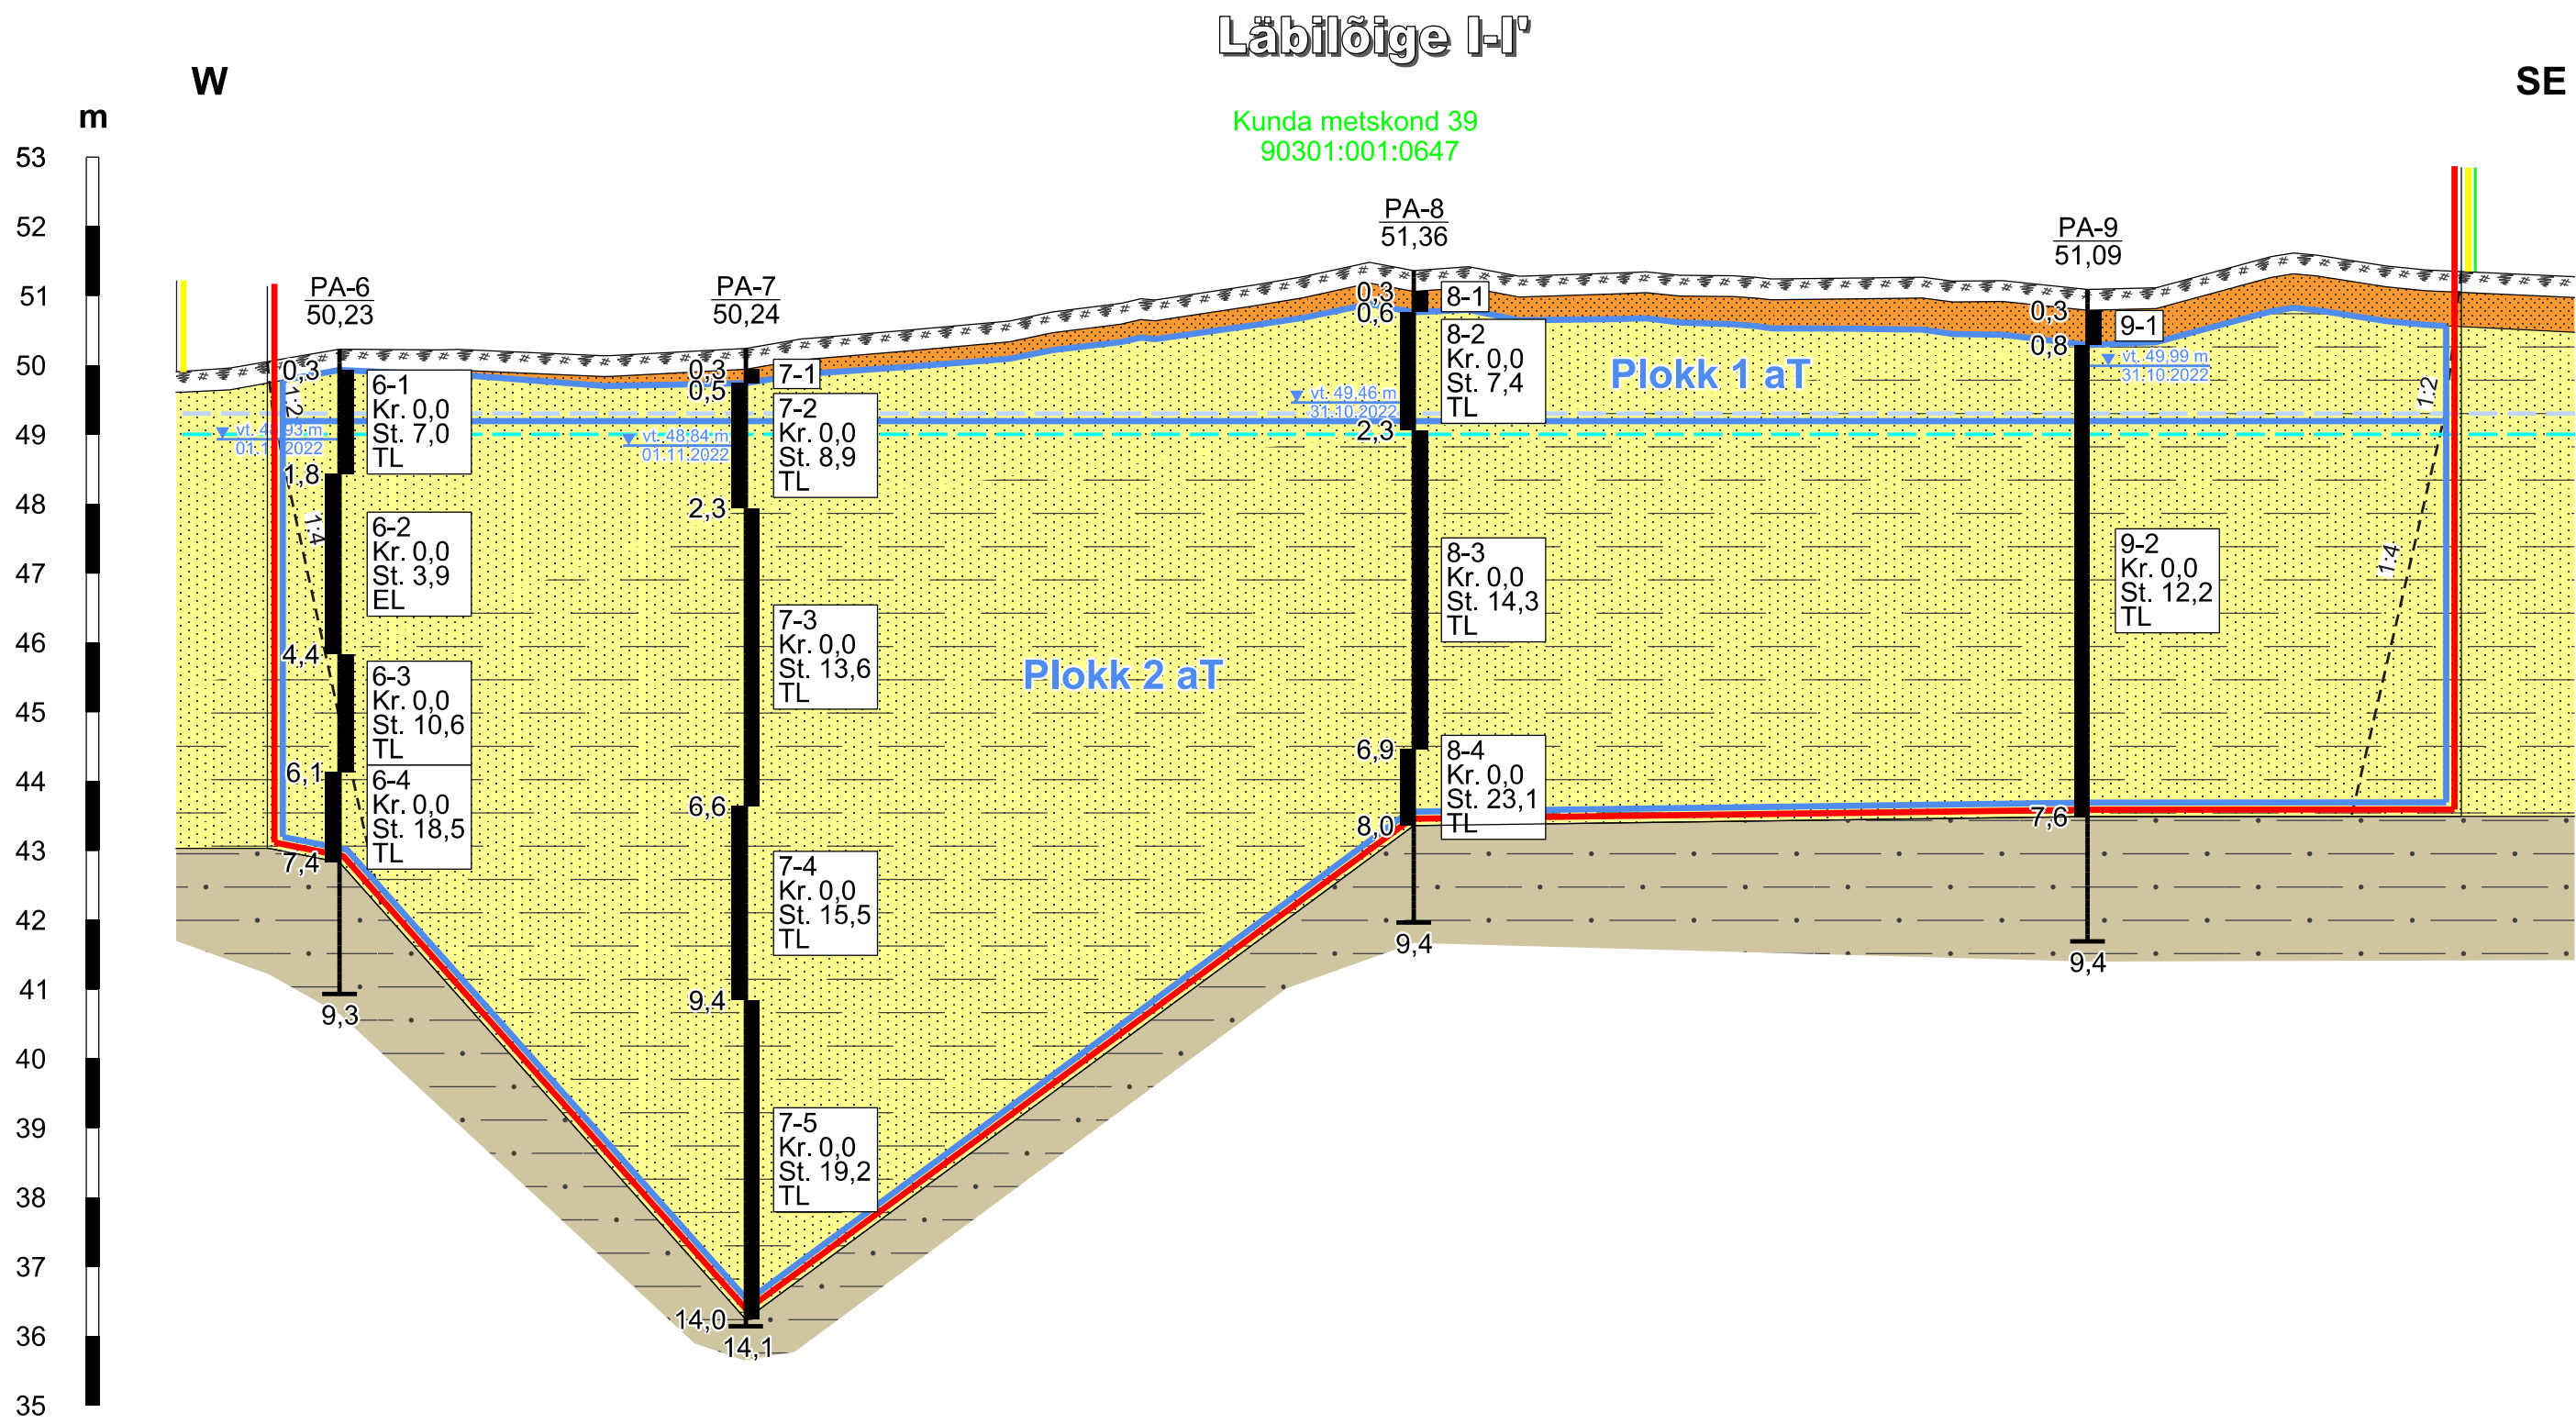 Läbilõige I-I'
W
SE
m
Kunda metskond 39
90301:001:0647
53
52
51
50
49
48
47
46
45
44
43
42
41
40
39
38
37
36
35
PA-6
50,23
0,3
1,8
4,4
6,1
7,4
9,3
6-1
Kr. 0,0
St. 7,0
TL
6-2
Kr. 0,0
St. 3,9
EL
6-3
Kr. 0,0
St. 10,6
TL
6-4
Kr. 0,0
St. 18,5
TL
1:2
1:4
vt. 48,93 m
01.11.2022
PA-7
50,24
0,3
0,5
2,3
6,6
9,4
14,0
14,1
7-1
7-2
Kr. 0,0
St. 8,9
TL
7-3
Kr. 0,0
St. 13,6
TL
7-4
Kr. 0,0
St. 15,5
TL
7-5
Kr. 0,0
St. 19,2
TL
vt. 48,84 m
01.11.2022
Plokk 2 aT
PA-8
51,36
0,3
0,6
2,3
6,9
8,0
9,4
8-1
8-2
Kr. 0,0
St. 7,4
TL
8-3
Kr. 0,0
St. 14,3
TL
8-4
Kr. 0,0
St. 23,1
TL
vt. 49,46 m
31.10.2022
Plokk 1 aT
PA-9
51,09
0,3
0,8
7,6
9,4
9-1
9-2
Kr. 0,0
St. 12,2
TL
vt. 49,99 m
31.10.2022
1:2
1:4